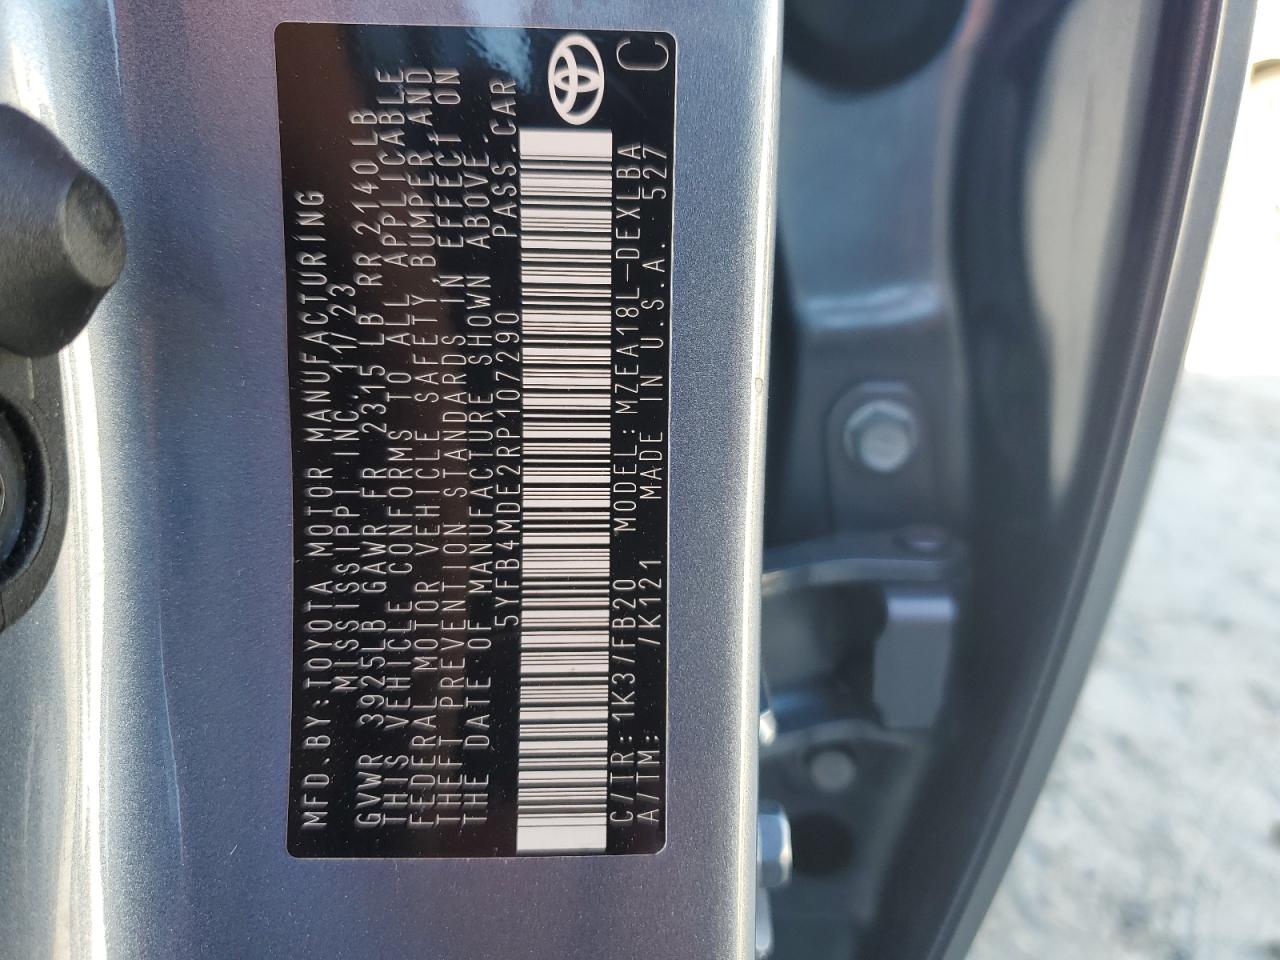 MFD.BY:TOYOTA MOTOR MANUFACTURING
MISSISSIPPI INC. 11/23
GVWR 3925LB GAWR FR 2315 LB RR 2140LB
THIS VEHICLE CONFORMS TO ALL APPLICABLE
FEDERAL MOTOR VEHICLE SAFETY, BUMPER, AND
THEFT PREVENTION STANDARDS IN EFFECT ON
THE DATE OF MANUFACTURE SHOWN ABOVE.
5YFB4MDE2RP107290 PASS.CAR
C/TR: 1K3/FB20 MODEL: MZEA18L-DEXLBA
A/TM: /K121 MADE IN U.S.A. 527 C